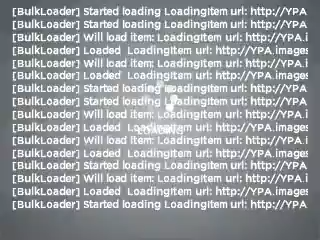 [BulkLoader] Started loading LoadingItem url: http://YPA
[BulkLoader] Started loading LoadingItem url: http://YPA
[BulkLoader] Will load item: LoadingItem url: http://YPA.i
[BulkLoader] Loaded  LoadingItem url: http://YPA.images
[BulkLoader] Will load item: LoadingItem url: http://YPA.i
[BulkLoader] Loaded  LoadingItem url: http://YPA.images
[BulkLoader] Started loading LoadingItem url: http://YPA
[BulkLoader] Started loading LoadingItem url: http://YPA
[BulkLoader] Will load item: LoadingItem url: http://YPA.i
[BulkLoader] Loaded  LoadingItem url: http://YPA.images
LOADING
[BulkLoader] Will load item: LoadingItem url: http://YPA.i
[BulkLoader] Loaded  LoadingItem url: http://YPA.images
[BulkLoader] Started loading LoadingItem url: http://YPA
[BulkLoader] Will load item: LoadingItem url: http://YPA.i
[BulkLoader] Loaded  LoadingItem url: http://YPA.images
[BulkLoader] Started loading LoadingItem url: http://YPA